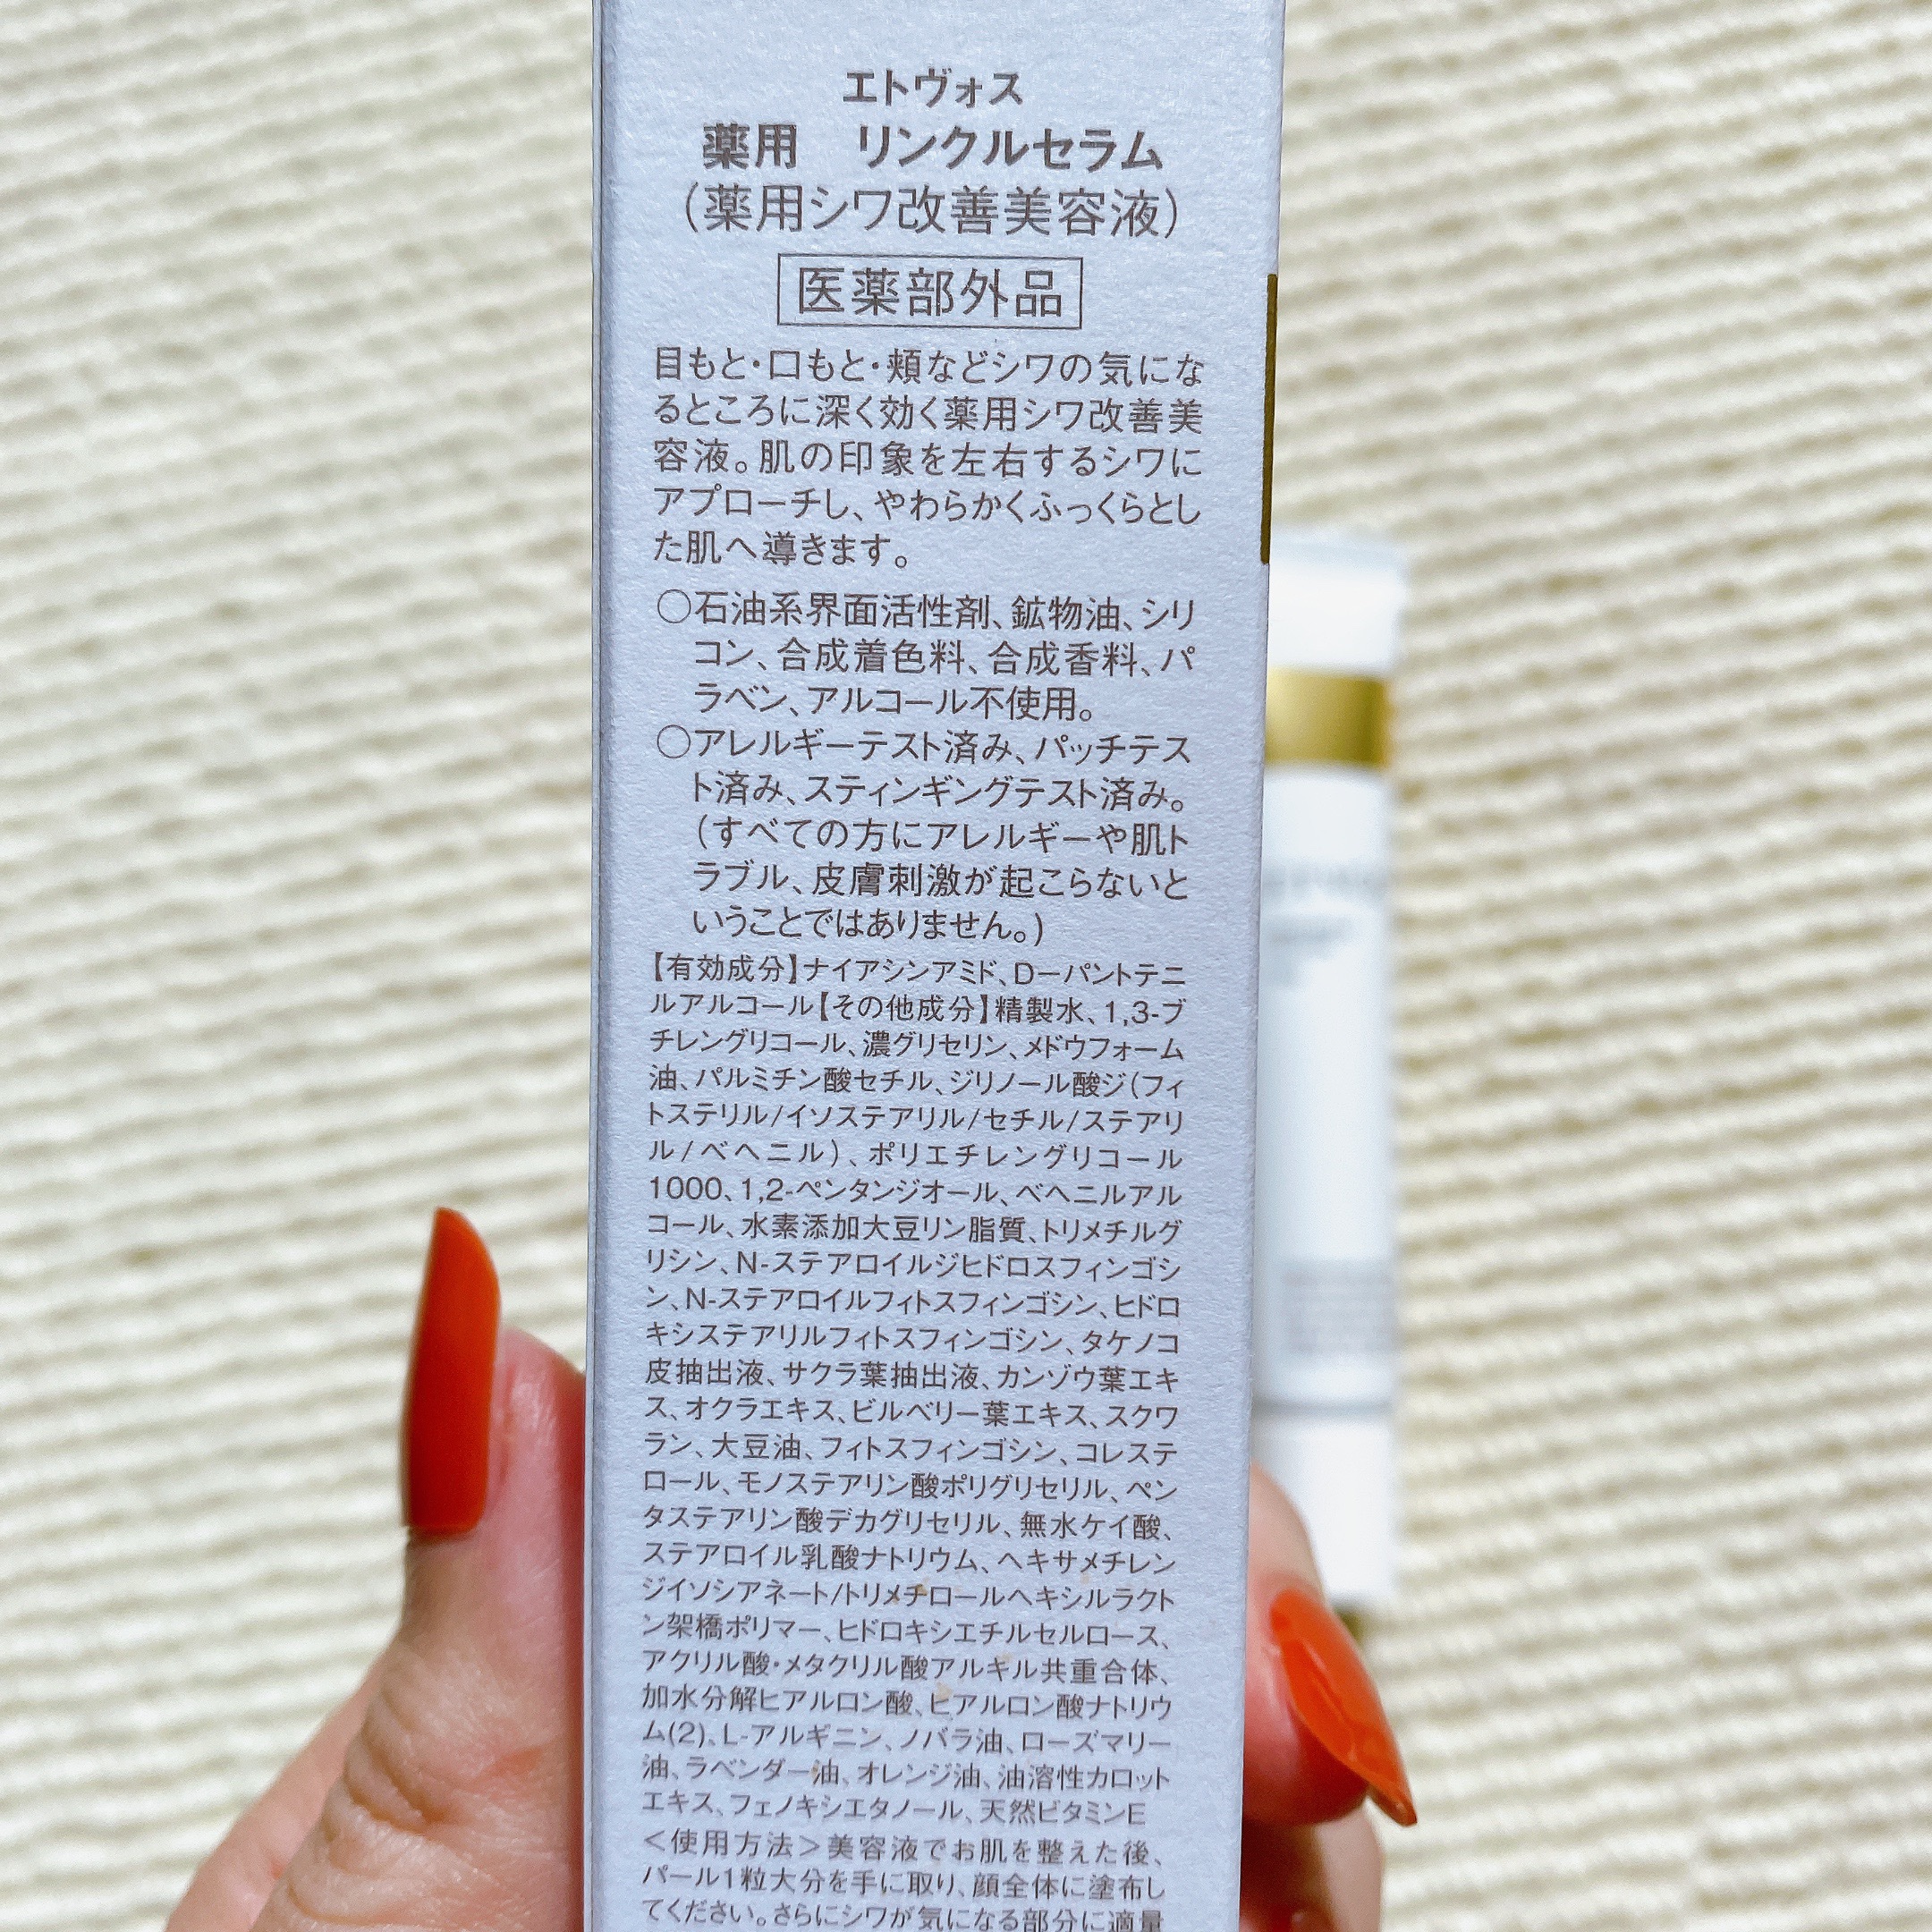 エトヴォス
薬用 リンクルセラム
(薬用シワ改善美容液)
医薬部外品
目もと・口もと・頬などシワの気にな
るところに深く効く薬用シワ改善美
容液。肌の印象を左右するシワに
アプローチし、やわらかくふっくらとし
た肌へ導きます。
○石油系界面活性剤、鉱物油、シリ
コン、合成着色料、合成香料、パ
ラベン、アルコール不使用。
○アレルギーテスト済み、パッチテス
ト済み、スティンギングテスト済み。
(すべての方にアレルギーや肌ト
ラブル、皮膚刺激が起こらないと
いうことではありません。)
【有効成分】ナイアシンアミド、D-パントテニ
ルアルコール【その他成分】精製水、1,3-ブ
チレングリコール、濃グリセリン、メドウフォーム
油、パルミチン酸セチル、ジリノール酸ジ(フィ
トステリル/イソステアリル/セチル/ステアリ
ル/ベヘニル)、ポリエチレングリコール
1000、1,2-ペンタンジオール、ベヘニルアル
コール、水素添加大豆リン脂質、トリメチルグ
リシン、N-ステアロイルジヒドロスフィンゴシ
ン、N-ステアロイルフィトスフィンゴシン、ヒドロ
キシステアリルフィトスフィンゴシン、タケノコ
皮抽出液、サクラ葉抽出液、カンゾウ葉エキ
ス、オクラエキス、ビルベリー葉エキス、スクワ
ラン、大豆油、フィトスフィンゴシン、コレステ
ロール、モノステアリン酸ポリグリセリル、ペン
タステアリン酸デカグリセリル、無水ケイ酸、
ステアロイル乳酸ナトリウム、ヘキサメチレン
ジイソシアネート/トリメチロールヘキシルラクト
ン架橋ポリマー、ヒドロキシエチルセルロース、
アクリル酸・メタクリル酸アルキル共重合体、
加水分解ヒアルロン酸、ヒアルロン酸ナトリウ
ム(2)、L-アルギニン、ノバラ油、ローズマリー
油、ラベンダー油、オレンジ油、油溶性カロット
エキス、フェノキシエタノール、天然ビタミンE
＜使用方法＞美容液でお肌を整えた後、
パール1粒大分を手に取り、顔全体に塗布し
てください。さらにシワが気になる部分に適量